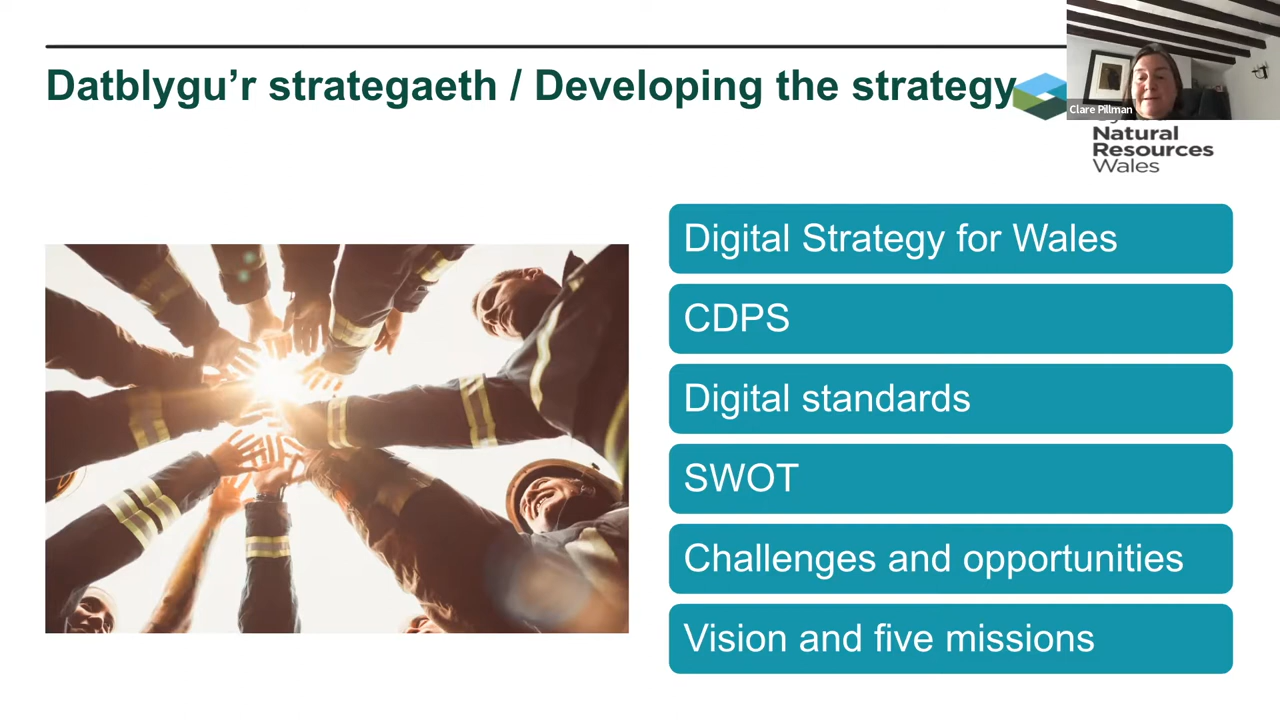 Datblygu’r strategaeth / Developing the strategy
Clare Pillman
Natural
Resources
Wales
Digital Strategy for Wales
CDPS
Digital standards
SWOT
Challenges and opportunities
Vision and five missions